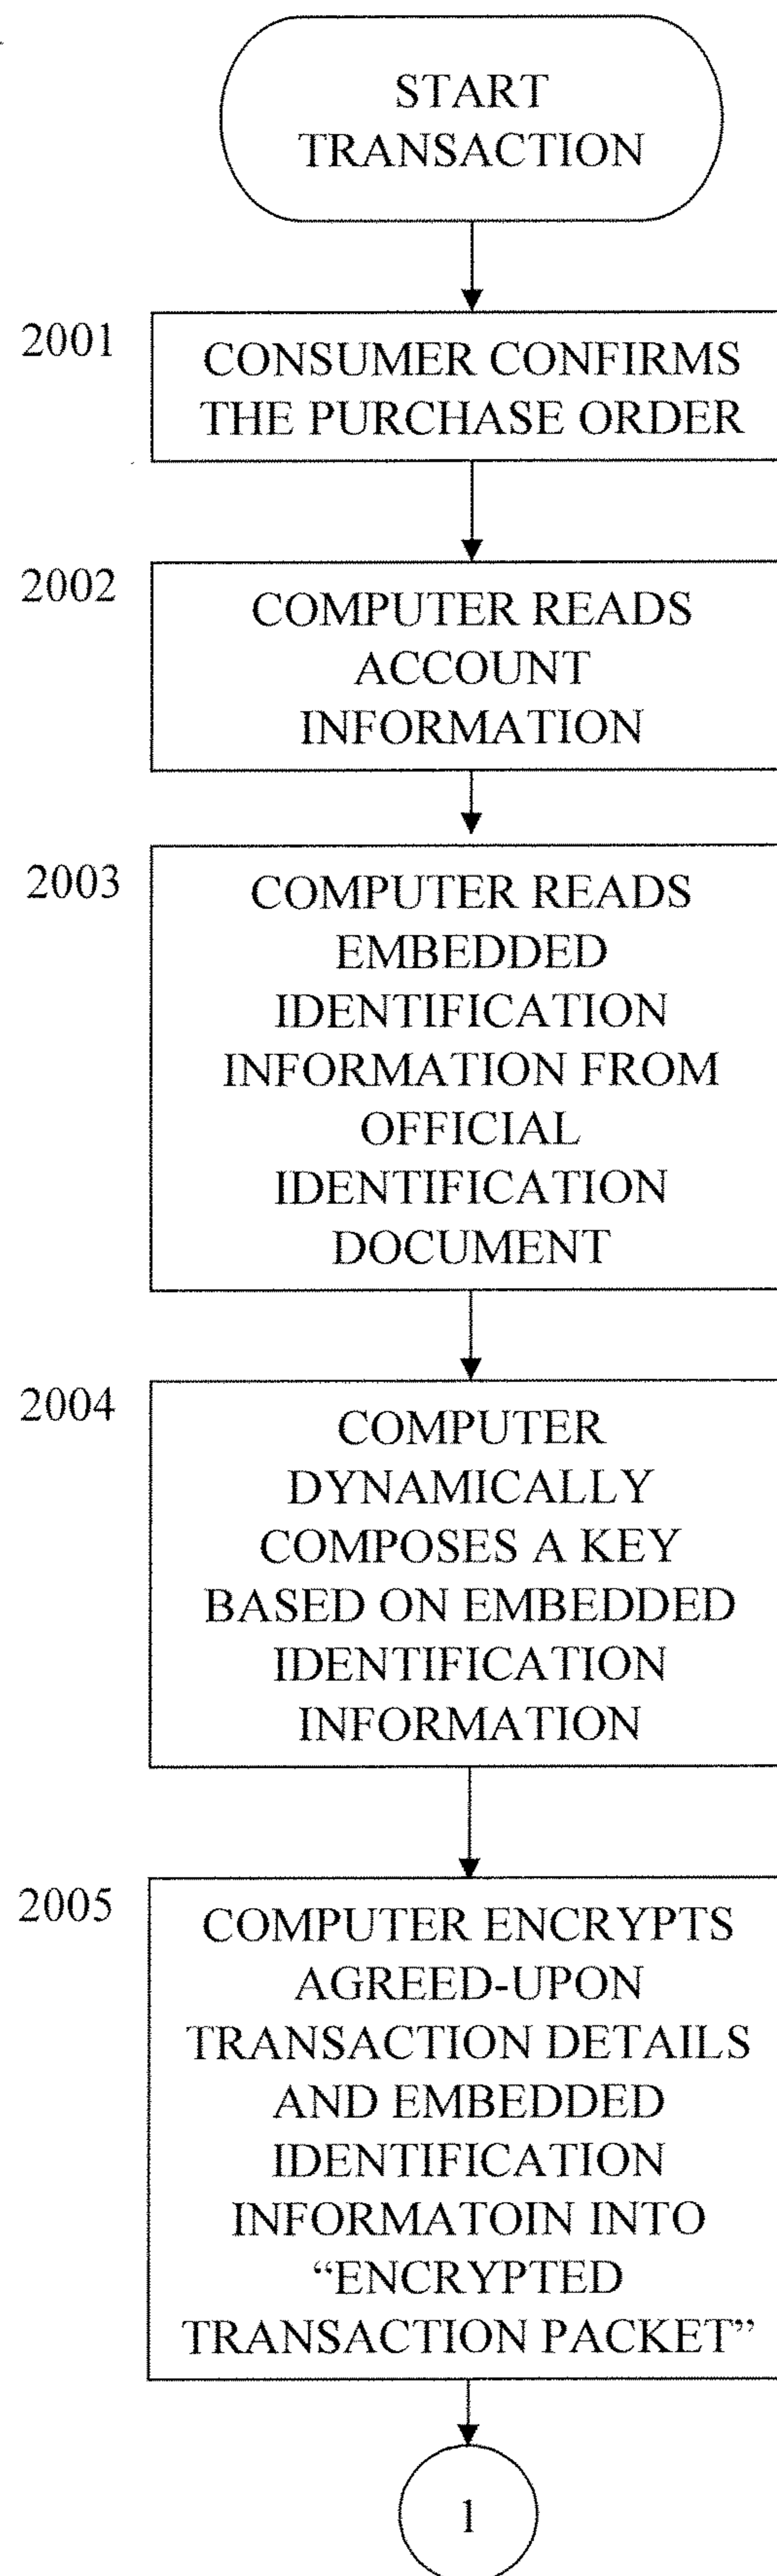 START
TRANSACTION
2001
CONSUMER CONFIRMS
THE PURCHASE ORDER
2002
COMPUTER READS
ACCOUNT
INFORMATION
2003
COMPUTER READS
EMBEDDED
IDENTIFICATION
INFORMATION FROM
OFFICIAL
IDENTIFICATION
DOCUMENT
2004
COMPUTER
DYNAMICALLY
COMPOSES A KEY
BASED ON EMBEDDED
IDENTIFICATION
INFORMATION
2005
COMPUTER ENCRYPTS
AGREED-UPON
TRANSACTION DETAILS
AND EMBEDDED
IDENTIFICATION
INFORMATOIN INTO
“ENCRYPTED
TRANSACTION PACKET”
1